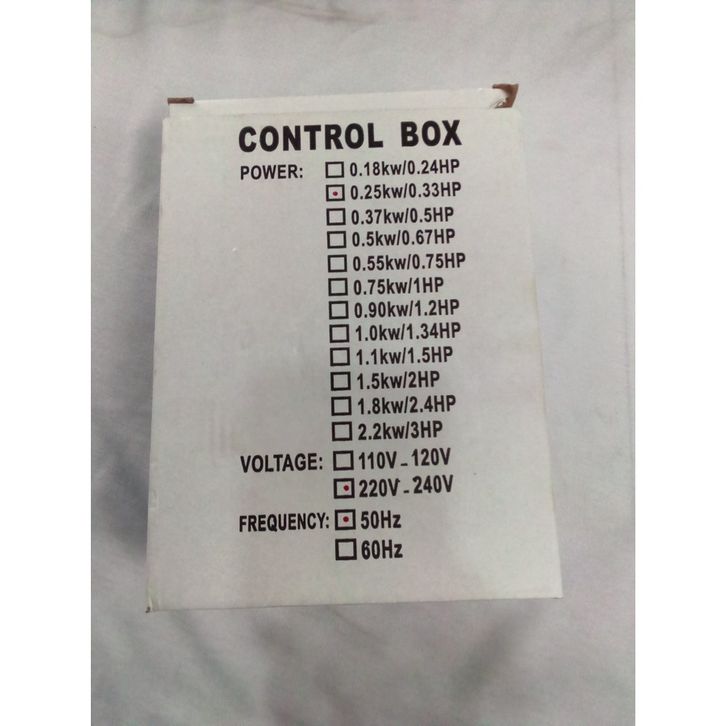 CONTROL BOX
POWER: ☐ 0.18kw/0.24HP
☑ 0.25kw/0.33HP
☐ 0.37kw/0.5HP
☐ 0.5kw/0.67HP
☐ 0.55kw/0.75HP
☐ 0.75kw/1HP
☐ 0.90kw/1.2HP
☐ 1.0kw/1.34HP
☐ 1.1kw/1.5HP
☐ 1.5kw/2HP
☐ 1.8kw/2.4HP
☐ 2.2kw/3HP
VOLTAGE: ☐ 110V-120V
☑ 220V-240V
FREQUENCY: ☑ 50Hz
☐ 60Hz